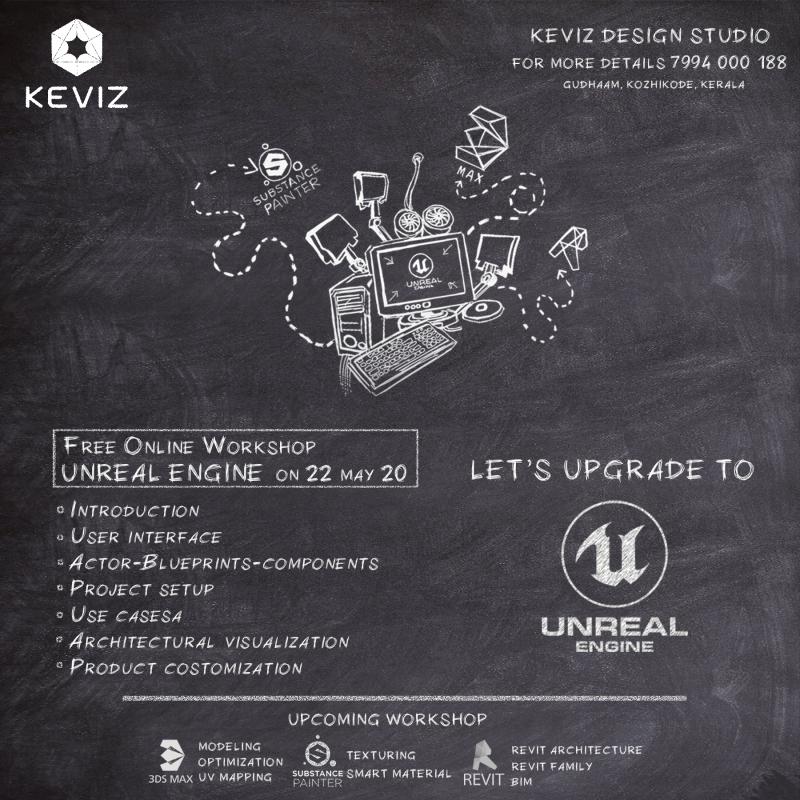 KEVIZ
KEVIZ DESIGN STUDIO
FOR MORE DETAILS 7994 000 188
GUDHAAM, KOZHIKODE, KERALA
SUBSTANCE
PAINTER
MAX
UNREAL
ENGINE
FREE ONLINE WORKSHOP
UNREAL ENGINE ON 22 MAY 20
INTRODUCTION
USER INTERFACE
ACTOR-BLUEPRINTS-COMPONENTS
PROJECT SETUP
USE CASESA
ARCHITECTURAL VISUALIZATION
PRODUCT COSTOMIZATION
LET'S UPGRADE TO
UNREAL
ENGINE
UPCOMING WORKSHOP
3DS MAX
MODELING
OPTIMIZATION
UV MAPPING
SUBSTANCE
PAINTER
TEXTURING
SMART MATERIAL
REVIT
REVIT ARCHITECTURE
REVIT FAMILY
BIM